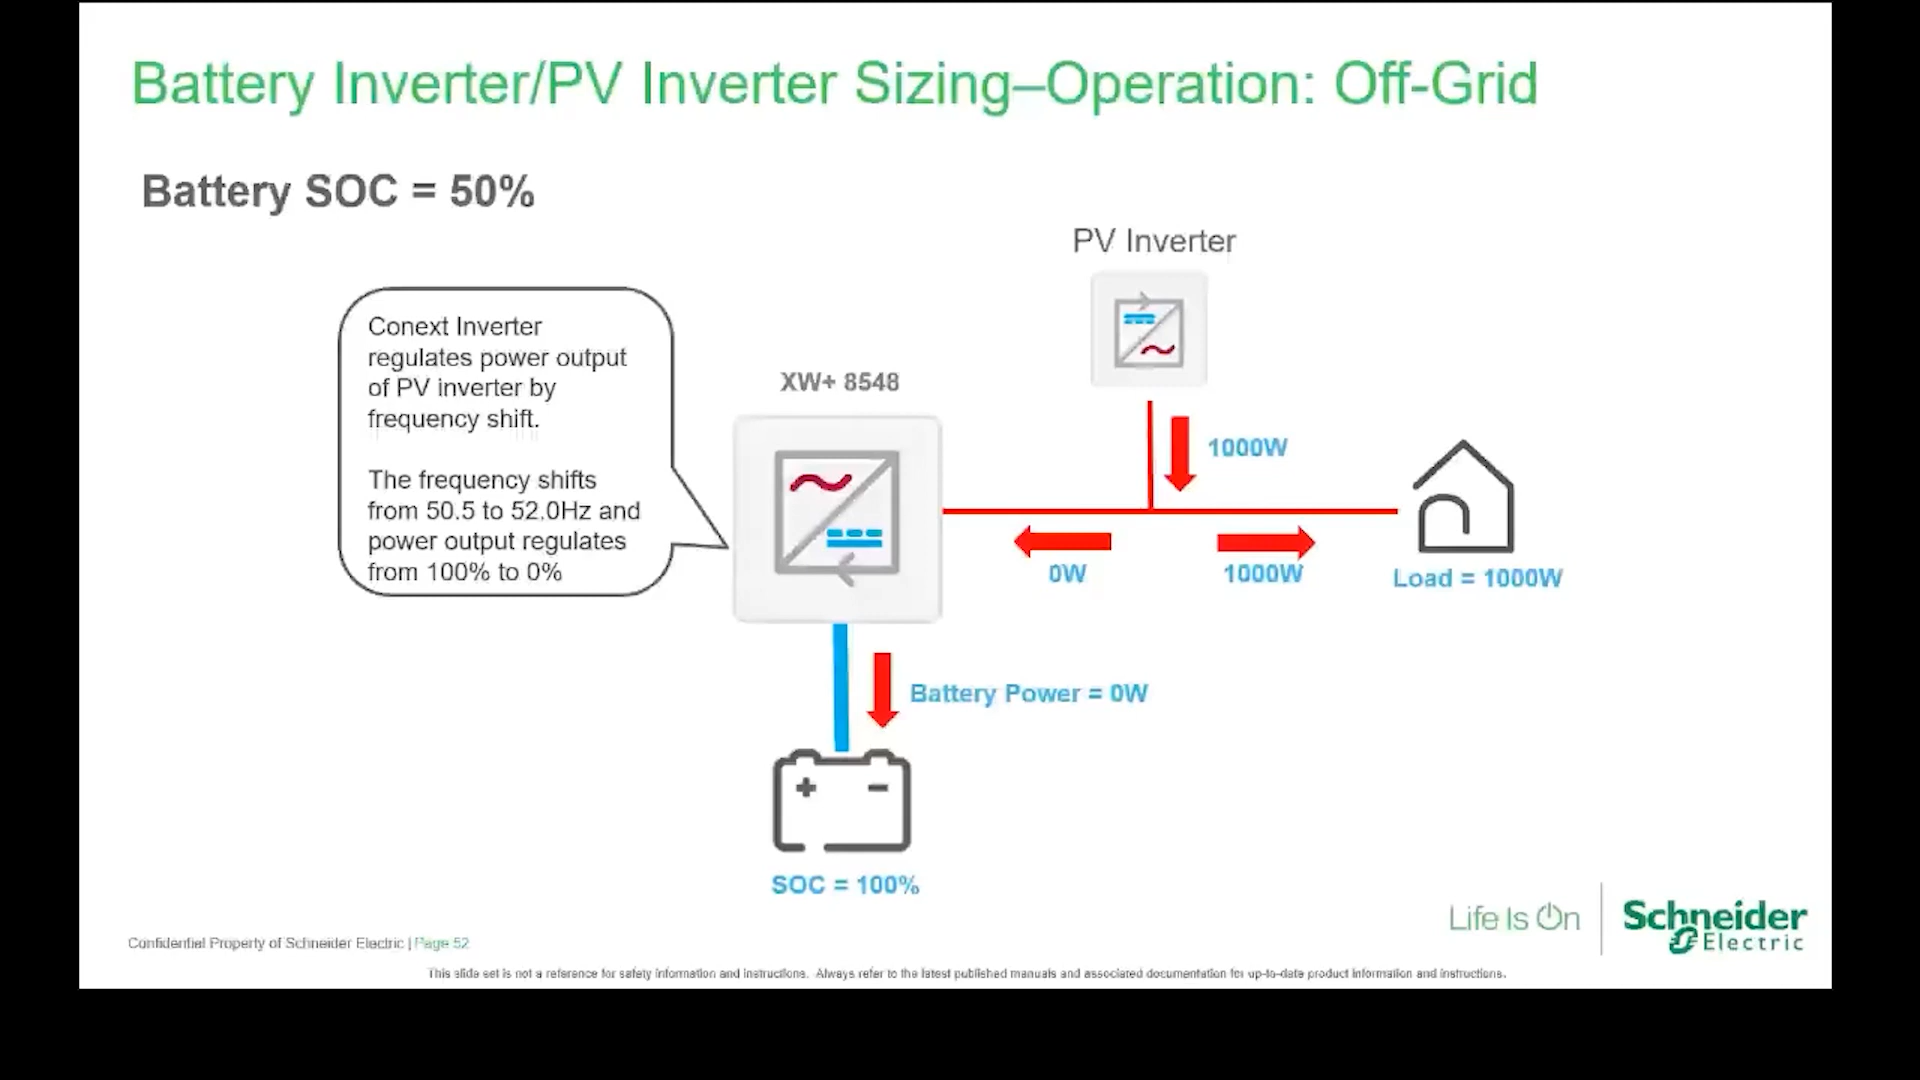 Battery Inverter/PV Inverter Sizing–Operation: Off-Grid
Battery SOC = 50%
PV Inverter
Conext Inverter
regulates power output
of PV inverter by
frequency shift.
The frequency shifts
from 50.5 to 52.0Hz and
power output regulates
from 100% to 0%
XW+ 8548
1000W
0W
1000W
Load = 1000W
Battery Power = 0W
+ -
SOC = 100%
Life Is On
Schneider
Electric
Confidential Property of Schneider Electric | Page 52
This slide set is not a reference for safety information and instructions. Always refer to the latest published manuals and associated documentation for up-to-date product information and instructions.